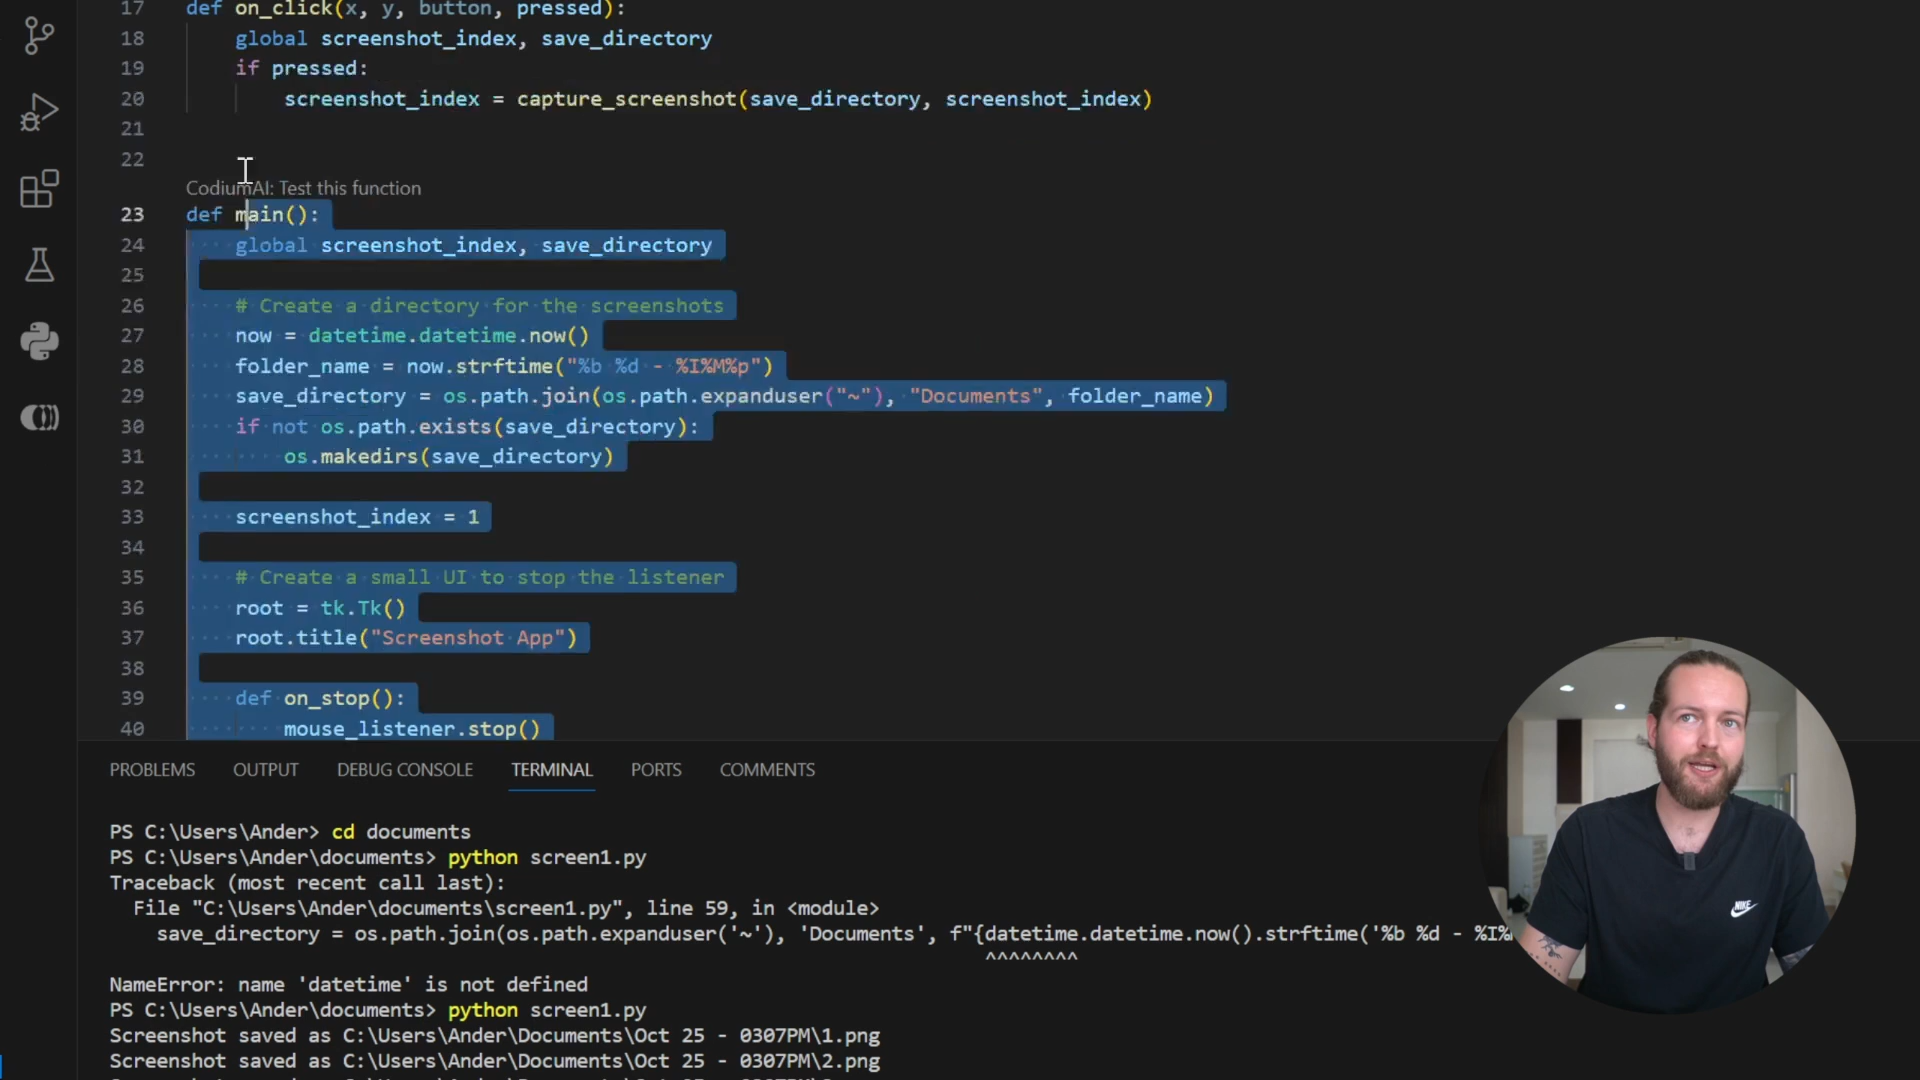 17 def on_click(x, y, button, pressed):
18 global screenshot_index, save_directory
19 if pressed:
20 screenshot_index = capture_screenshot(save_directory, screenshot_index)
21
22
CodiumAI: Test this function
23 def main():
24 global screenshot_index, save_directory
25
26 # Create a directory for the screenshots
27 now = datetime.datetime.now()
28 folder_name = now.strftime("%b %d - %I%M%p")
29 save_directory = os.path.join(os.path.expanduser("~"), "Documents", folder_name)
30 if not os.path.exists(save_directory):
31 os.makedirs(save_directory)
32
33 screenshot_index = 1
34
35 # Create a small UI to stop the listener
36 root = tk.Tk()
37 root.title("Screenshot App")
38
39 def on_stop():
40 mouse_listener.stop()
PROBLEMS OUTPUT DEBUG CONSOLE TERMINAL PORTS COMMENTS
PS C:\Users\Ander> cd documents
PS C:\Users\Ander\documents> python screen1.py
Traceback (most recent call last):
File "C:\Users\Ander\documents\screen1.py", line 59, in <module>
save_directory = os.path.join(os.path.expanduser('~'), 'Documents', f"{datetime.datetime.now().strftime('%b %d - %I%
^^^^^^^^
NameError: name 'datetime' is not defined
PS C:\Users\Ander\documents> python screen1.py
Screenshot saved as C:\Users\Ander\Documents\Oct 25 - 0307PM\1.png
Screenshot saved as C:\Users\Ander\Documents\Oct 25 - 0307PM\2.png
NIKE